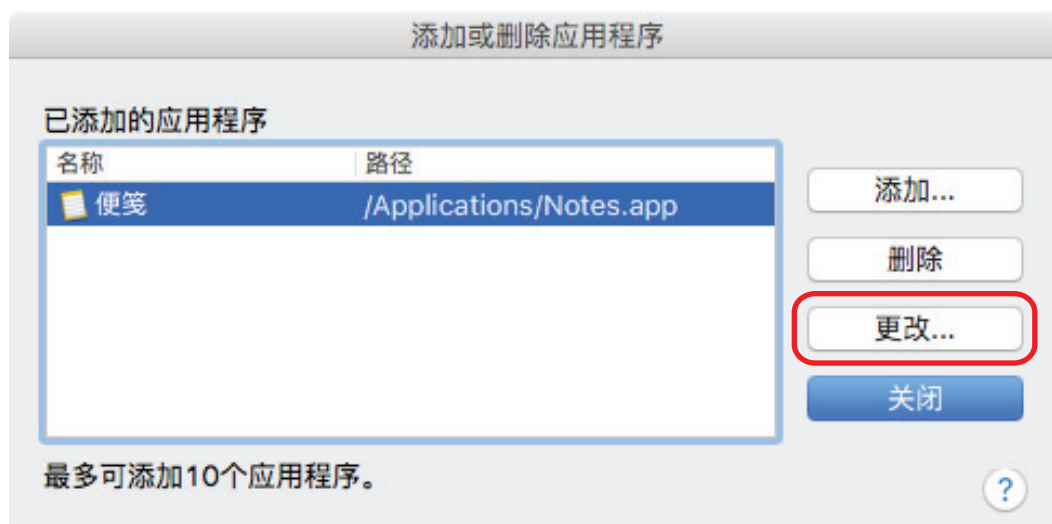 添加或删除应用程序
已添加的应用程序
名称 路径
便笺 /Applications/Notes.app
添加...
删除
更改...
关闭
最多可添加10个应用程序。
?